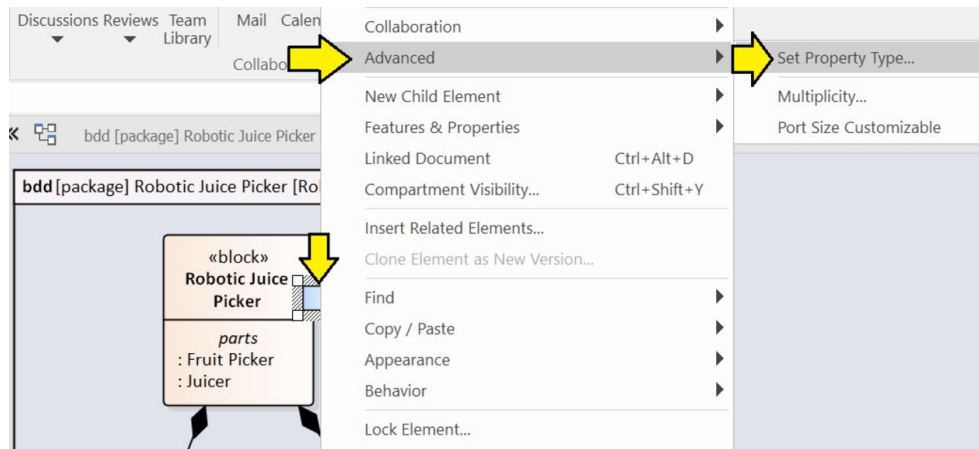 Discussions Reviews Team Library Mail
bdd [package] Robotic Juice Picker
bdd [package] Robotic Juice Picker
«block»
Robotic Juice
Picker
parts
: Fruit Picker
: Juicer
Collaboration
Advanced
New Child Element
Features & Properties
Linked Document Ctrl+Alt+D
Compartment Visibility... Ctrl+Shift+Y
Insert Related Elements...
Clone Element as New Version...
Find
Copy / Paste
Appearance
Behavior
Lock Element...
Set Property Type...
Multiplicity...
Port Size Customizable